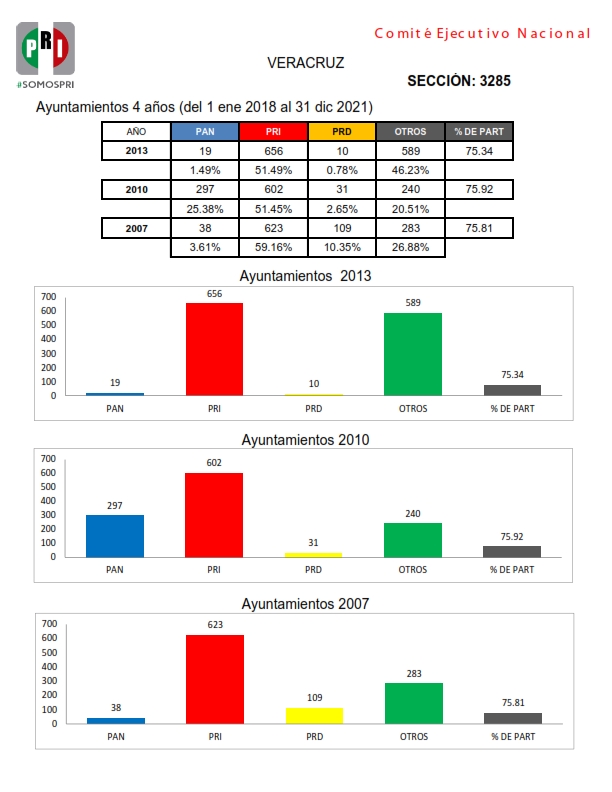 Comité Ejecutivo Nacional
PRI
#SOMOSPRI
VERACRUZ
SECCIÓN: 3285
Ayuntamientos 4 años (del 1 ene 2018 al 31 dic 2021)
AÑO PAN PRI PRD OTROS % DE PART
2013 19 656 10 589 75.34
1.49% 51.49% 0.78% 46.23%
2010 297 602 31 240 75.92
25.38% 51.45% 2.65% 20.51%
2007 38 623 109 283 75.81
3.61% 59.16% 10.35% 26.88%
Ayuntamientos 2013
700
600
500
400
300
200
100
0
19 656 10 589 75.34
PAN PRI PRD OTROS % DE PART
Ayuntamientos 2010
700
600
500
400
300
200
100
0
297 602 31 240 75.92
PAN PRI PRD OTROS % DE PART
Ayuntamientos 2007
700
600
500
400
300
200
100
0
38 623 109 283 75.81
PAN PRI PRD OTROS % DE PART